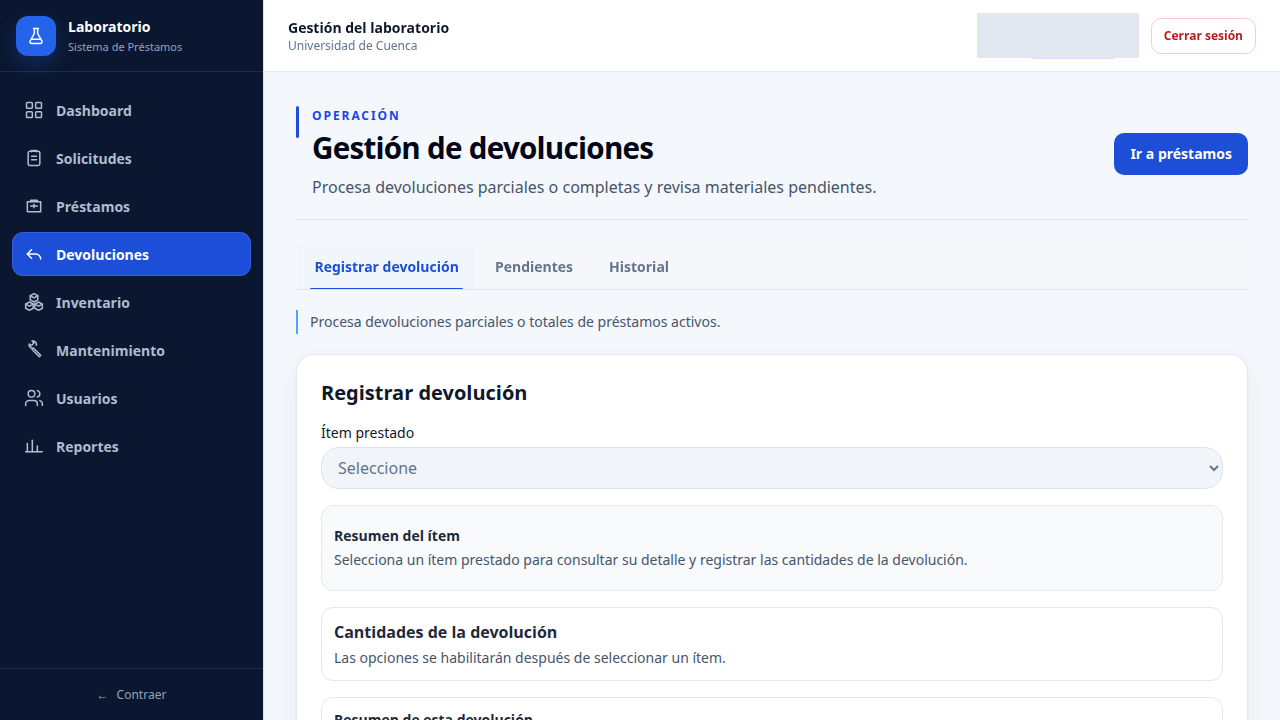 Laboratorio
Sistema de Préstamos
Dashboard
Solicitudes
Préstamos
Devoluciones
Inventario
Mantenimiento
Usuarios
Reportes
← Contraer
Gestión del laboratorio
Universidad de Cuenca
Cerrar sesión
OPERACIÓN
Gestión de devoluciones
Procesa devoluciones parciales o completas y revisa materiales pendientes.
Ir a préstamos
Registrar devolución
Pendientes
Historial
Procesa devoluciones parciales o totales de préstamos activos.
Registrar devolución
Ítem prestado
Seleccione
Resumen del ítem
Selecciona un ítem prestado para consultar su detalle y registrar las cantidades de la devolución.
Cantidades de la devolución
Las opciones se habilitarán después de seleccionar un ítem.
Resumen de esta devolución